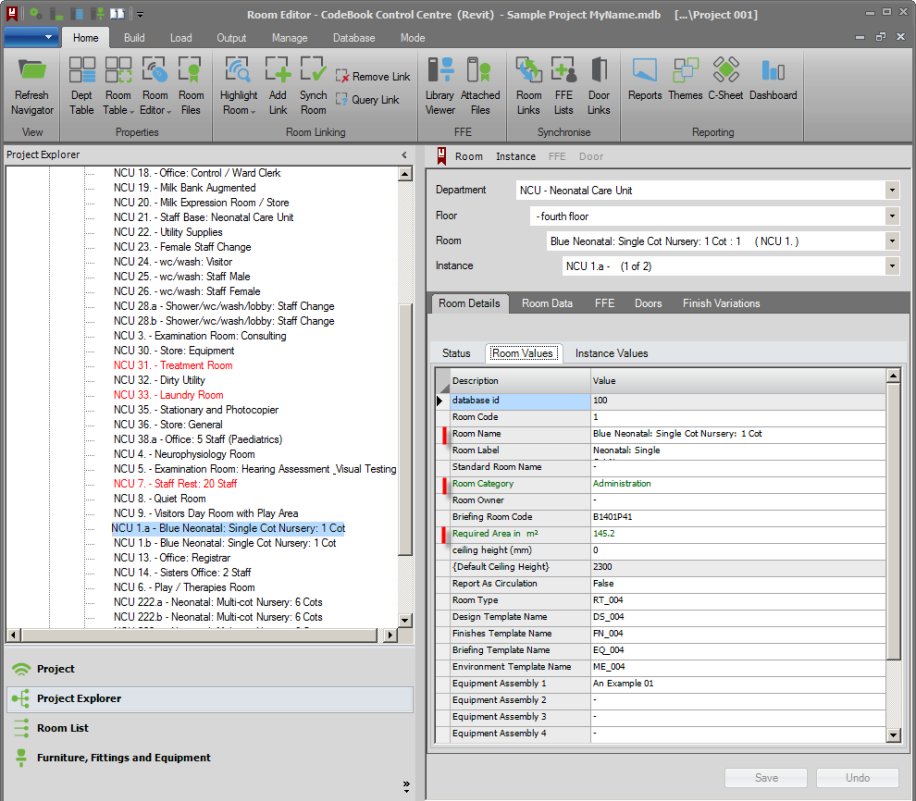 Room Editor - CodeBook Control Centre (Revit) - Sample Project MyName.mdb [...\Project 001]
Home Build Load Output Manage Database Mode
Refresh Navigator
Dept Table
Room Table
Room Editor
Room Files
Highlight Room
Add Link
Synch Room
Remove Link
Query Link
Library Viewer
Attached Files
Room Links
FFE Lists
Door Links
Reports Themes C-Sheet Dashboard
View Properties Room Linking FFE Synchronise Reporting
Project Explorer
NCU 18. - Office: Control / Ward Clerk
NCU 19. - Milk Bank Augmented
NCU 20. - Milk Expression Room / Store
NCU 21. - Staff Base: Neonatal Care Unit
NCU 22. - Utility Supplies
NCU 23. - Female Staff Change
NCU 24. - wc/wash: Visitor
NCU 25. - wc/wash: Staff Male
NCU 26. - wc/wash: Staff Female
NCU 28.a - Shower/wc/wash/lobby: Staff Change
NCU 28.b - Shower/wc/wash/lobby: Staff Change
NCU 3. - Examination Room: Consulting
NCU 30. - Store: Equipment
NCU 31. - Treatment Room
NCU 32. - Dirty Utility
NCU 33. - Laundry Room
NCU 35. - Stationary and Photocopier
NCU 36. - Store: General
NCU 38.a - Office: 5 Staff (Paediatrics)
NCU 4. - Neurophysiology Room
NCU 5. - Examination Room: Hearing Assessment _Visual Testing
NCU 7. - Staff Rest: 20 Staff
NCU 8. - Quiet Room
NCU 9. - Visitors Day Room with Play Area
NCU 1.a - Blue Neonatal: Single Cot Nursery: 1 Cot
NCU 1.b - Blue Neonatal: Single Cot Nursery: 1 Cot
NCU 13. - Office: Registrar
NCU 14. - Sisters Office: 2 Staff
NCU 6. - Play / Therapies Room
NCU 222.a - Neonatal: Multi-cot Nursery: 6 Cots
NCU 222.b - Neonatal: Multi-cot Nursery: 6 Cots
Project
Project Explorer
Room List
Furniture, Fittings and Equipment
Room Instance FFE Door
Department NCU - Neonatal Care Unit
Floor - fourth floor
Room Blue Neonatal: Single Cot Nursery: 1 Cot : 1 ( NCU 1. )
Instance NCU 1.a - (1 of 2)
Room Details Room Data FFE Doors Finish Variations
Status Room Values Instance Values
Description Value
database id 100
Room Code 1
Room Name Blue Neonatal: Single Cot Nursery: 1 Cot
Room Label Neonatal: Single
Standard Room Name -
Room Category Administration
Room Owner -
Briefing Room Code B1401P41
Required Area in m² 145.2
ceiling height (mm) 0
{Default Ceiling Height} 2300
Report As Circulation False
Room Type RT_004
Design Template Name DS_004
Finishes Template Name FN_004
Briefing Template Name EQ_004
Environment Template Name ME_004
Equipment Assembly 1 An Example 01
Equipment Assembly 2 -
Equipment Assembly 3 -
Equipment Assembly 4 -
Save Undo